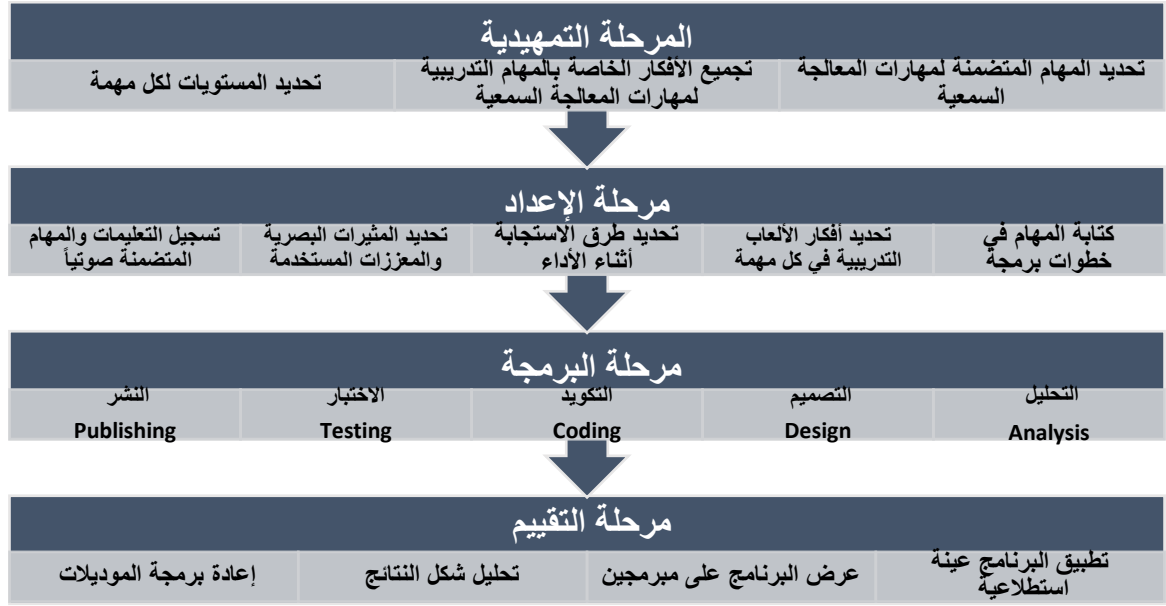 المرحلة التمهيدية
تحديد المهام المتضمنة لمهارات المعالجة
السمعية
تجميع الأفكار الخاصة بالمهام التدريبية
لمهارات المعالجة السمعية
تحديد المستويات لكل مهمة
مرحلة الإعداد
كتابة المهام في
خطوات برمجة
تحديد أفكار الألعاب
التدريبية في كل مهمة
تحديد طرق الاستجابة
أثناء الأداء
تحديد المثيرات البصرية
والمعززات المستخدمة
تسجيل التعليمات والمهام
المتضمنة صوتياً
مرحلة البرمجة
التحليل
Analysis
التصميم
Design
التكويد
Coding
الاختبار
Testing
النشر
Publishing
مرحلة التقييم
تطبيق البرنامج عينة
استطلاعية
عرض البرنامج على مبرمجين
تحليل شكل النتائج
إعادة برمجة الموديلات